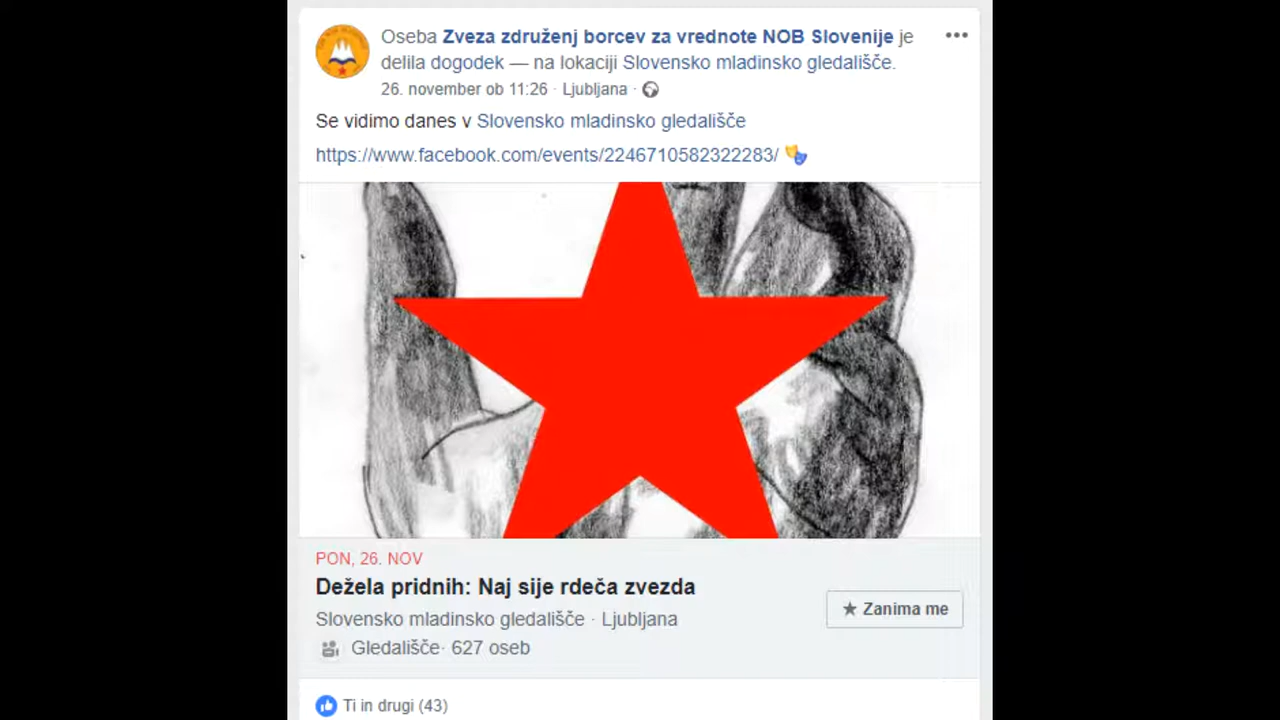 Oseba Zveza združenj borcev za vrednote NOB Slovenije je
delila dogodek — na lokaciji Slovensko mladinsko gledališče.
26. november ob 11:26 · Ljubljana ·
Se vidimo danes v Slovensko mladinsko gledališče
https://www.facebook.com/events/2246710582322283/
PON, 26. NOV
Dežela pridnih: Naj sije rdeča zvezda
Slovensko mladinsko gledališče · Ljubljana
Gledališče· 627 oseb
Zanima me
Ti in drugi (43)